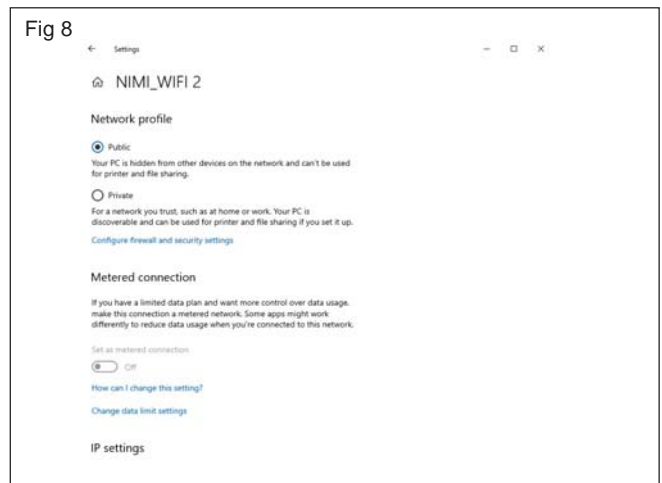 Fig 8
Settings
NIMI_WIFI 2
Network profile
Public
Your PC is hidden from other devices on the network and can't be used
for printer and file sharing.
Private
For a network you trust, such as at home or work. Your PC is
discoverable and can be used for printer and file sharing if you set it up.
Configure firewall and security settings
Metered connection
If you have a limited data plan and want more control over data usage,
make this connection a metered network. Some apps might work
differently to reduce data usage when you're connected to this network.
Set as metered connection
Off
How can I change this setting?
Change data limit settings
IP settings